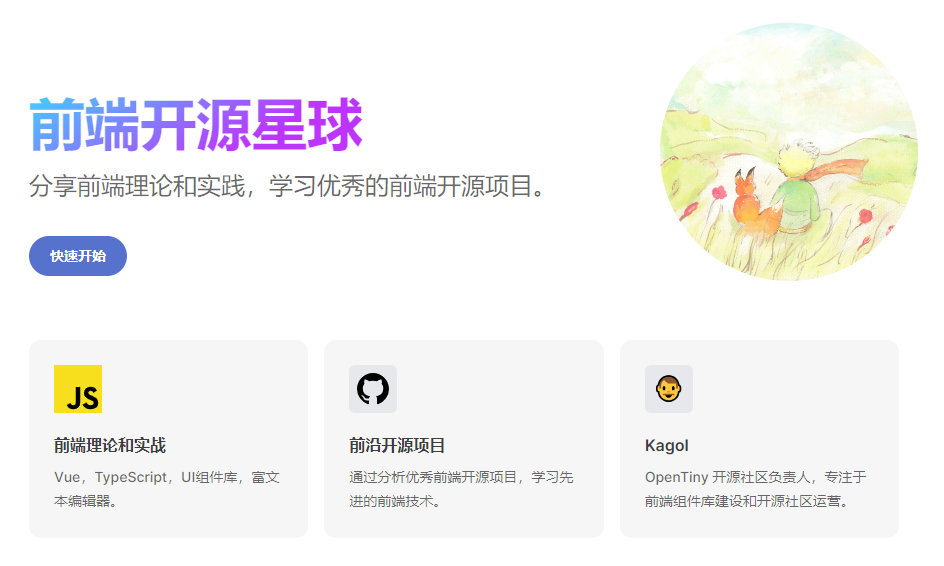 前端开源星球
分享前端理论和实践，学习优秀的前端开源项目。
快速开始
JS
前端理论和实战
Vue，TypeScript，UI组件库，富文
本编辑器。
前沿开源项目
通过分析优秀前端开源项目，学习先
进的前端技术。
Kagol
OpenTiny 开源社区负责人，专注于
前端组件库建设和开源社区运营。